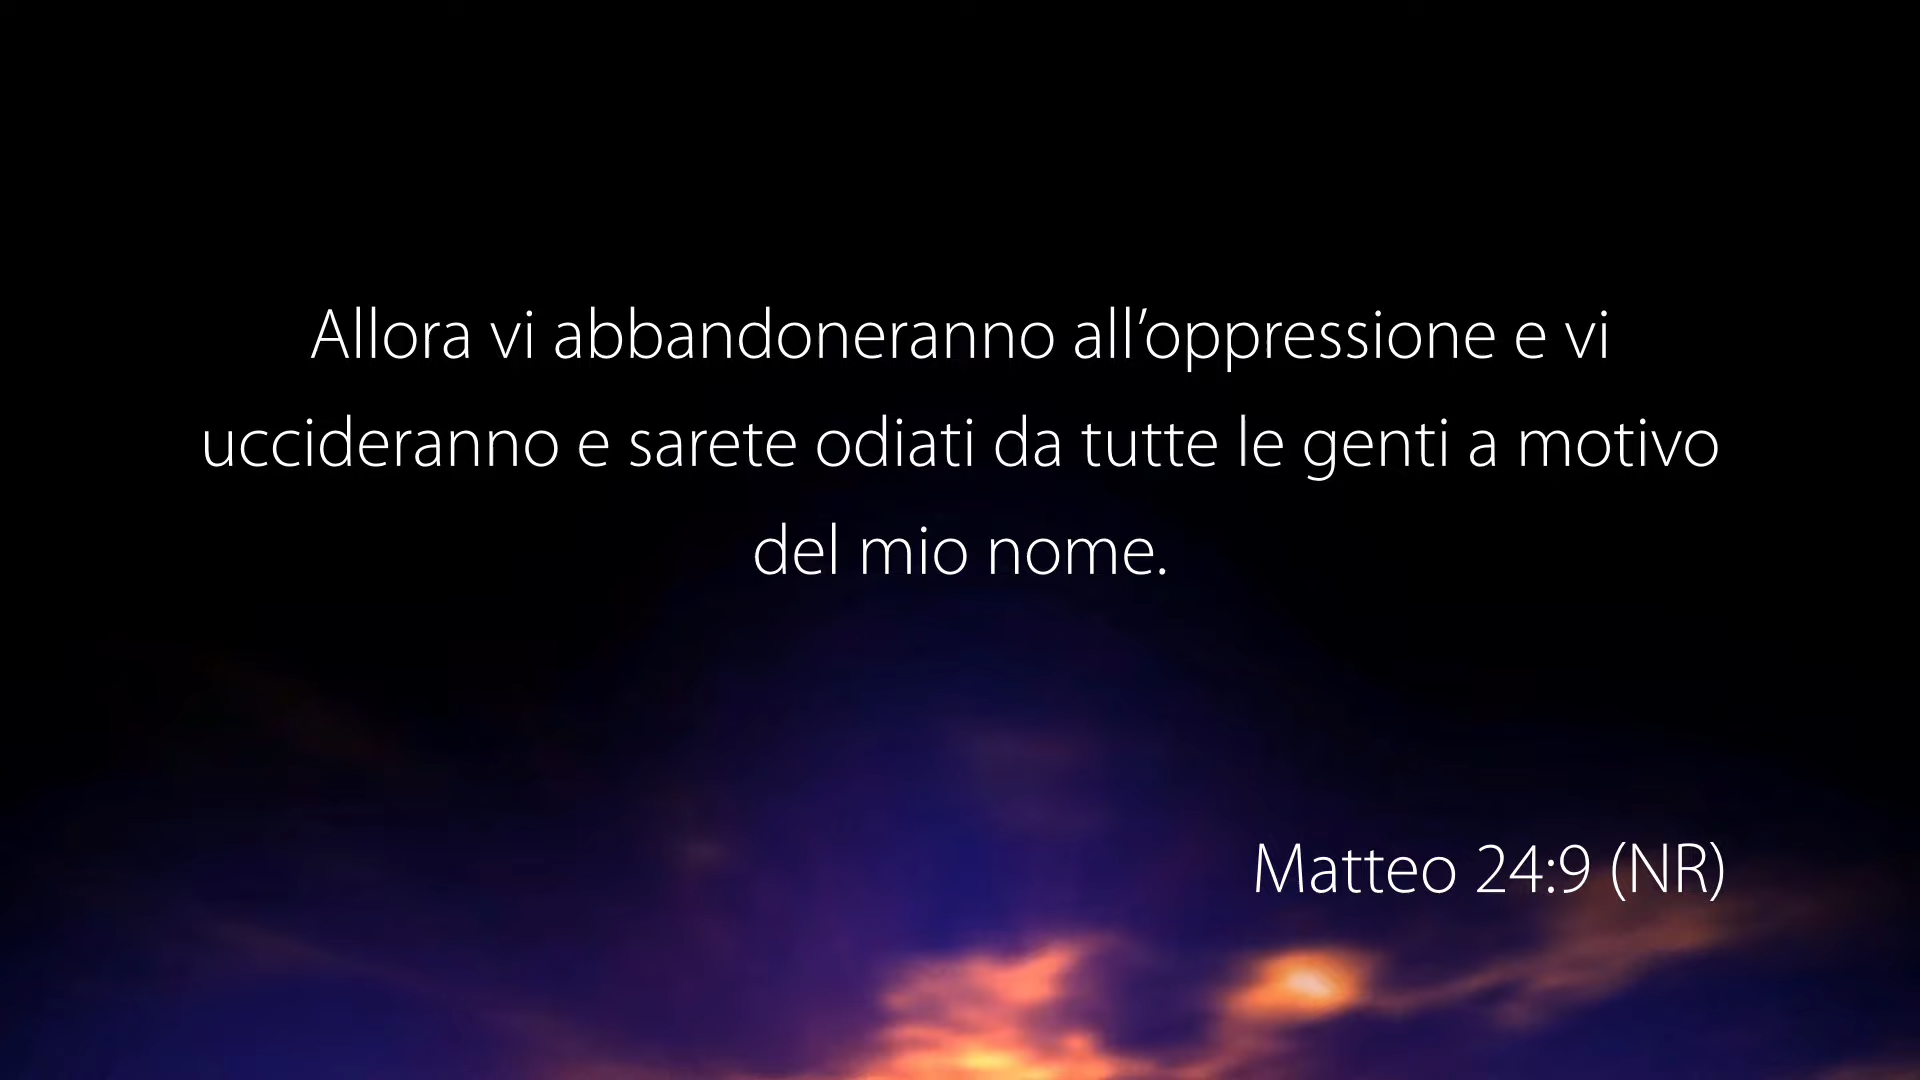 Allora vi abbandoneranno all’oppressione e vi
uccideranno e sarete odiati da tutte le genti a motivo
del mio nome.
Matteo 24:9 (NR)